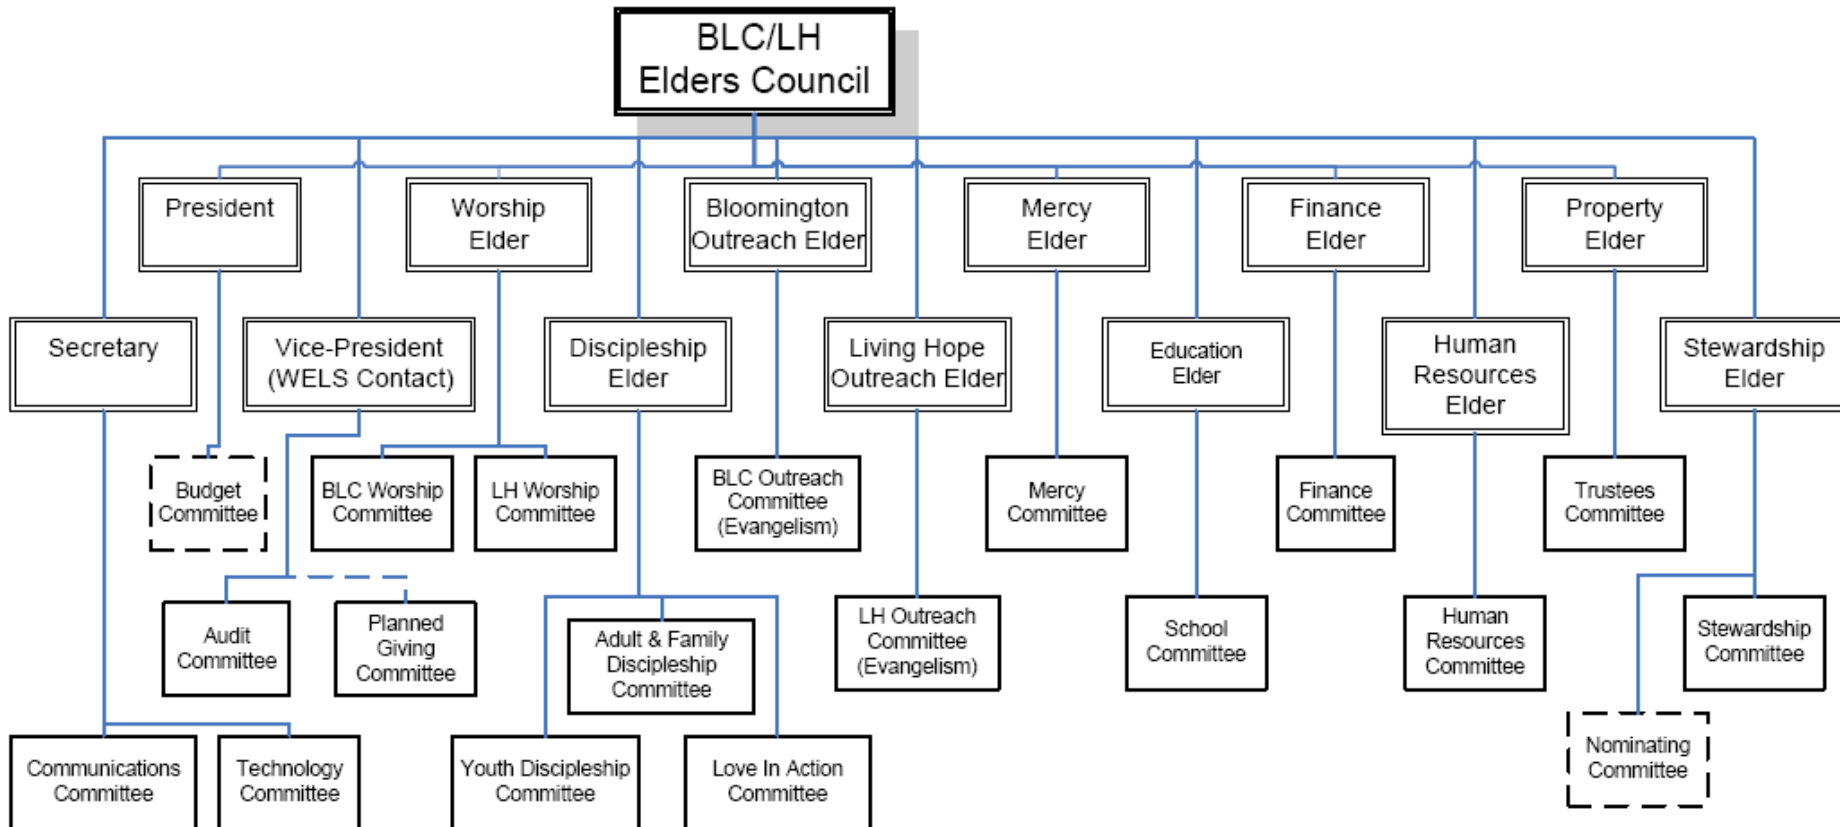 BLC/LH
Elders Council
President
Worship
Elder
Bloomington
Outreach Elder
Mercy
Elder
Finance
Elder
Property
Elder
Secretary
Vice-President
(WELS Contact)
Discipleship
Elder
Living Hope
Outreach Elder
Education
Elder
Human
Resources
Elder
Stewardship
Elder
Budget
Committee
BLC Worship
Committee
LH Worship
Committee
BLC Outreach
Committee
(Evangelism)
Mercy
Committee
Finance
Committee
Trustees
Committee
Audit
Committee
Planned
Giving
Committee
Adult & Family
Discipleship
Committee
LH Outreach
Committee
(Evangelism)
School
Committee
Human
Resources
Committee
Stewardship
Committee
Communications
Committee
Technology
Committee
Youth Discipleship
Committee
Love In Action
Committee
Nominating
Committee